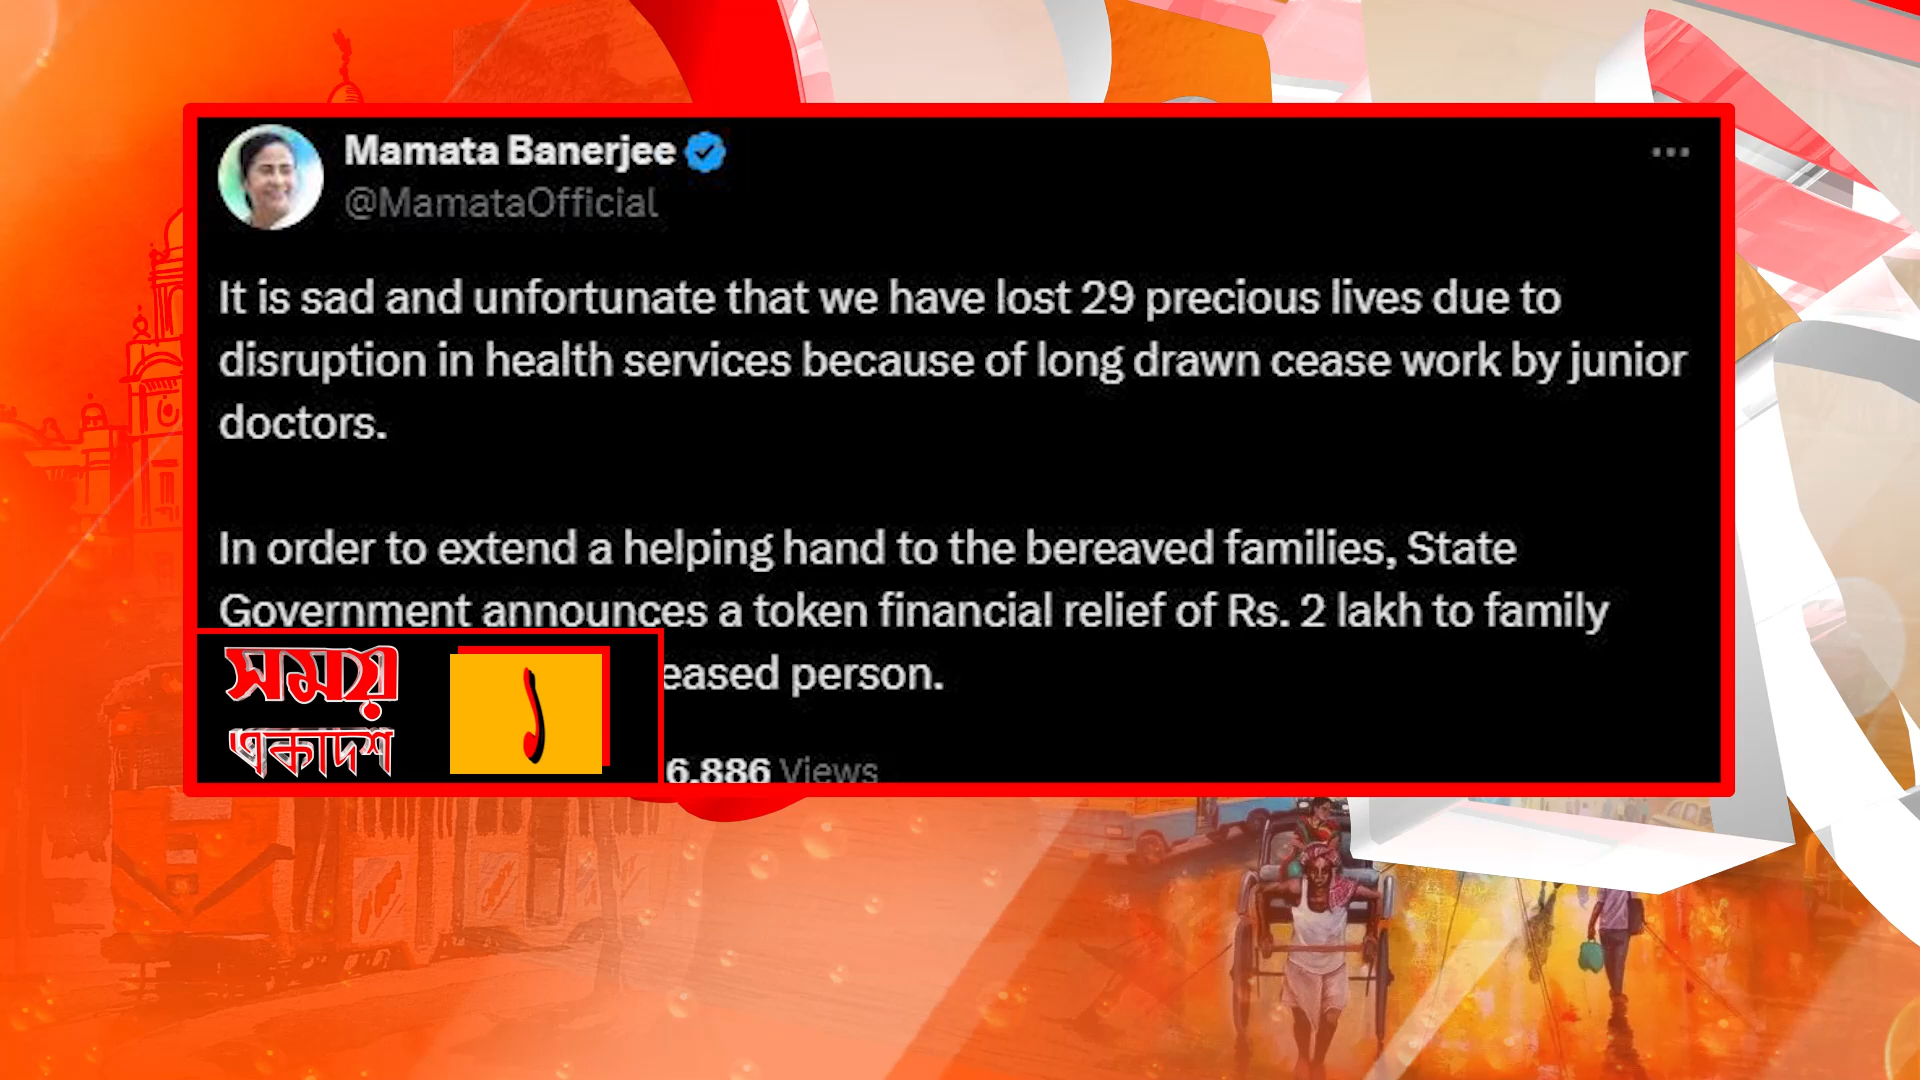 Mamata Banerjee
@MamataOfficial
It is sad and unfortunate that we have lost 29 precious lives due to
disruption in health services because of long drawn cease work by junior
doctors.
In order to extend a helping hand to the bereaved families, State
Government announces a token financial relief of Rs. 2 lakh to family
eased person.
6,886 Views
সময়
একাদশ
১